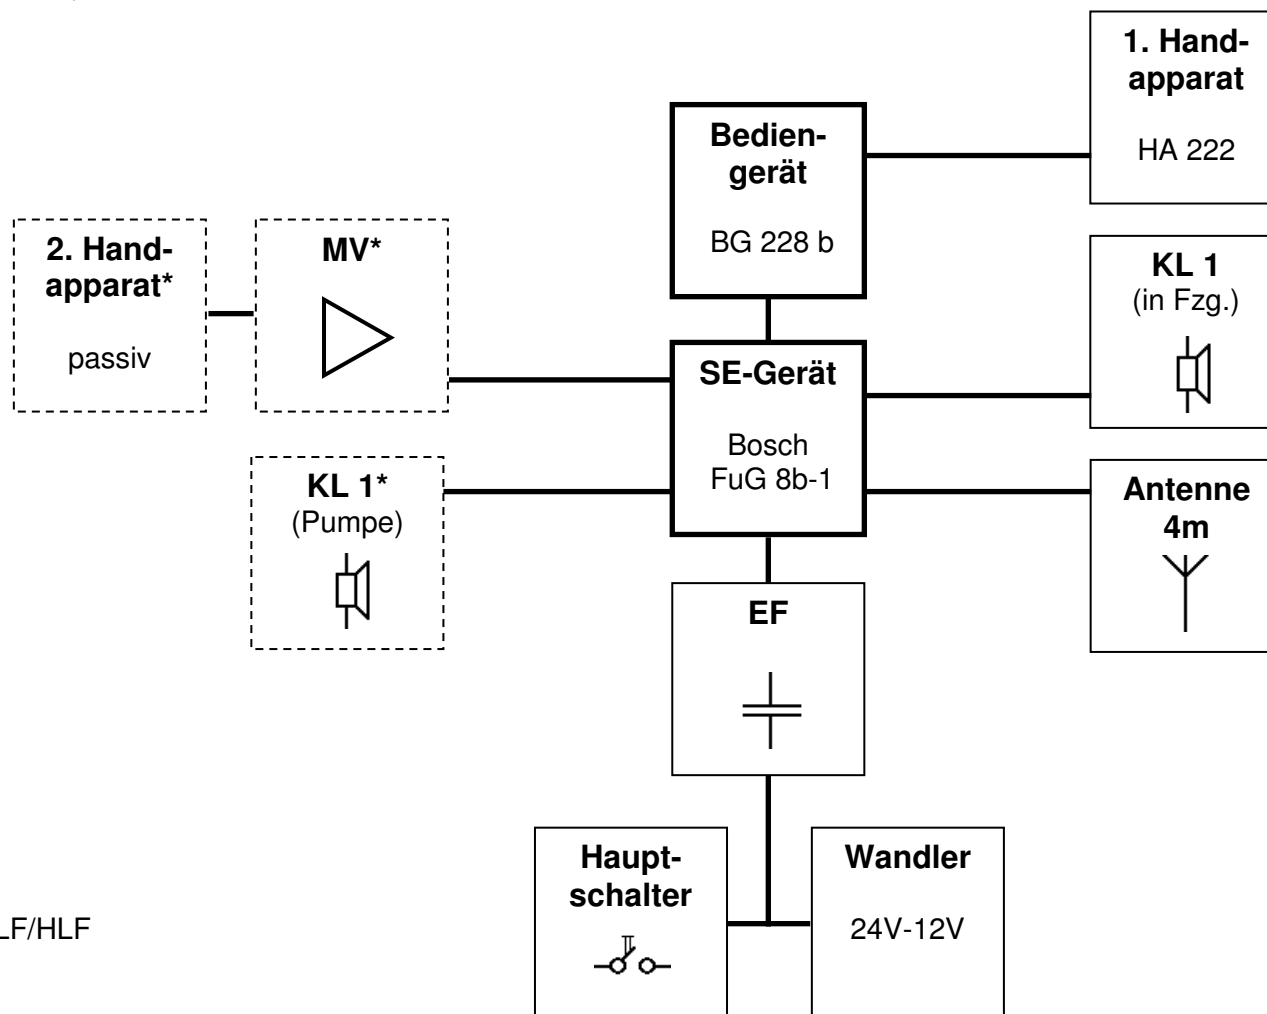 1. Hand-
apparat
HA 222
Bedien-
gerät
BG 228 b
2. Hand-
apparat*
passiv
MV*
KL 1
(in Fzg.)
SE-Gerät
Bosch
FuG 8b-1
KL 1*
(Pumpe)
Antenne
4m
EF
Haupt-
schalter
Wandler
24V-12V
LF/HLF